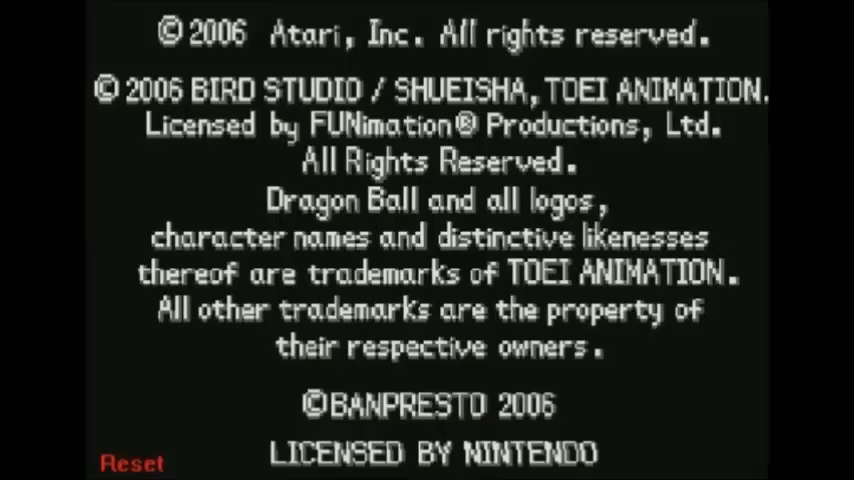 © 2006 Atari, Inc. All rights reserved.
© 2006 BIRD STUDIO / SHUEISHA, TOEI ANIMATION.
Licensed by FUNimation® Productions, Ltd.
All Rights Reserved.
Dragon Ball and all logos,
character names and distinctive likenesses
thereof are trademarks of TOEI ANIMATION.
All other trademarks are the property of
their respective owners.
©BANPRESTO 2006
LICENSED BY NINTENDO
Reset